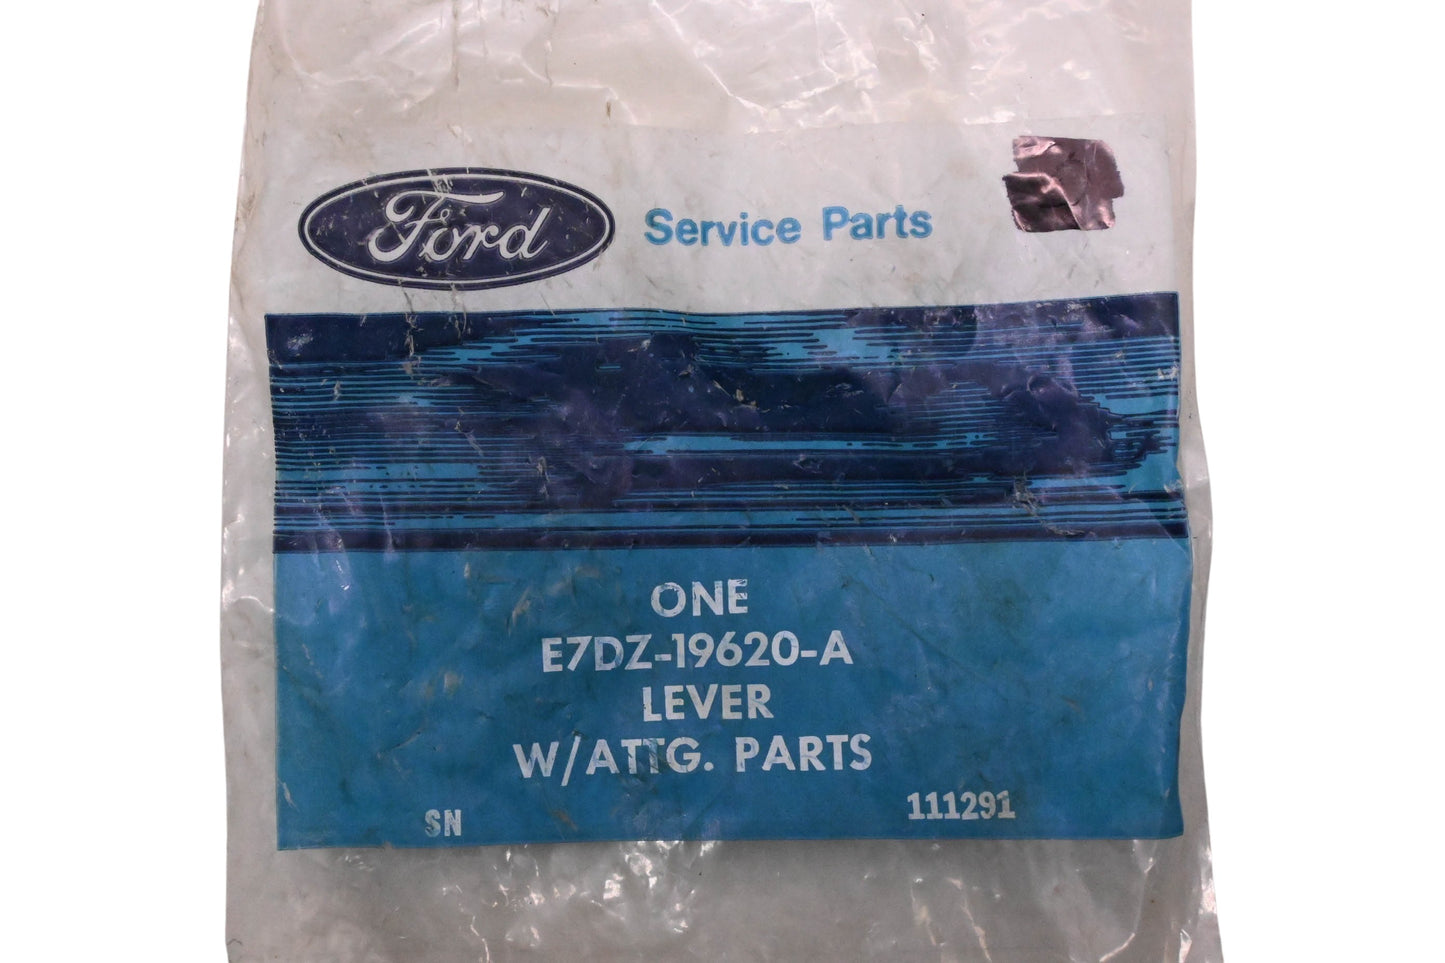 Ford Service Parts
ONE
E7DZ-19620-A
LEVER
W/ATTG. PARTS
SN 111291